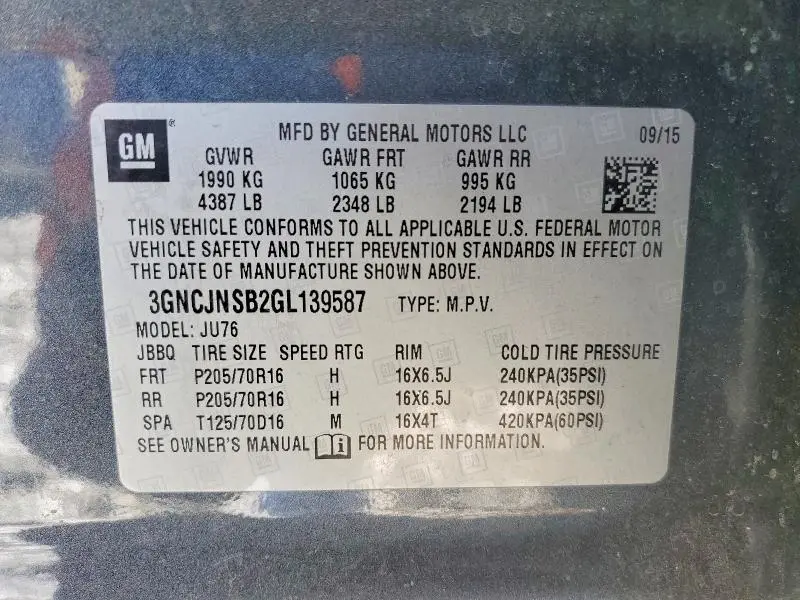 GM® MFD BY GENERAL MOTORS LLC 09/15
GVWR GAWR FRT GAWR RR
1990 KG 1065 KG 995 KG
4387 LB 2348 LB 2194 LB
THIS VEHICLE CONFORMS TO ALL APPLICABLE U.S. FEDERAL MOTOR
VEHICLE SAFETY AND THEFT PREVENTION STANDARDS IN EFFECT ON
THE DATE OF MANUFACTURE SHOWN ABOVE.
3GNCJNSB2GL139587 TYPE: M.P.V.
MODEL: JU76
JBBQ TIRE SIZE SPEED RTG RIM COLD TIRE PRESSURE
FRT P205/70R16 H 16X6.5J 240KPA(35PSI)
RR P205/70R16 H 16X6.5J 240KPA(35PSI)
SPA T125/70D16 M 16X4T 420KPA(60PSI)
SEE OWNER'S MANUAL FOR MORE INFORMATION.